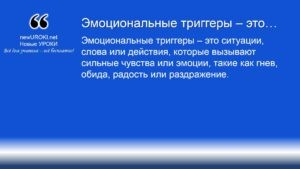 Эмоциональные триггеры – это…
Эмоциональные триггеры – это ситуации,
слова или действия, которые вызывают
сильные чувства или эмоции, такие как гнев,
обида, радость или раздражение.
newUROKI.net
Новые УРОКИ
Всё для учителя - всё бесплатно!